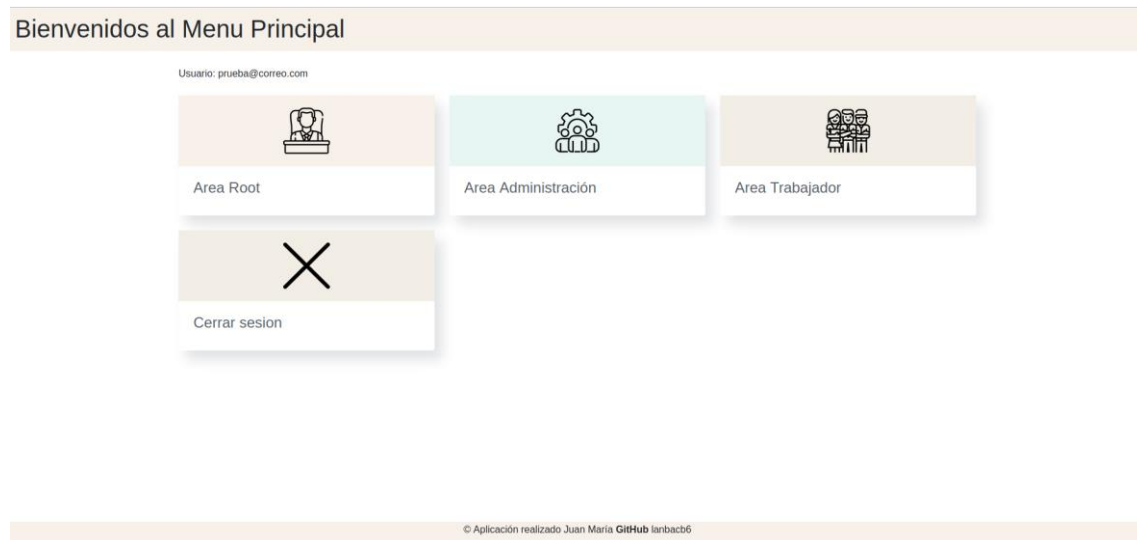 Bienvenidos al Menu Principal
Usuario: prueba@correo.com
Area Root
Area Administración
Area Trabajador
Cerrar sesion
© Aplicación realizado Juan María GitHub lanbacb6